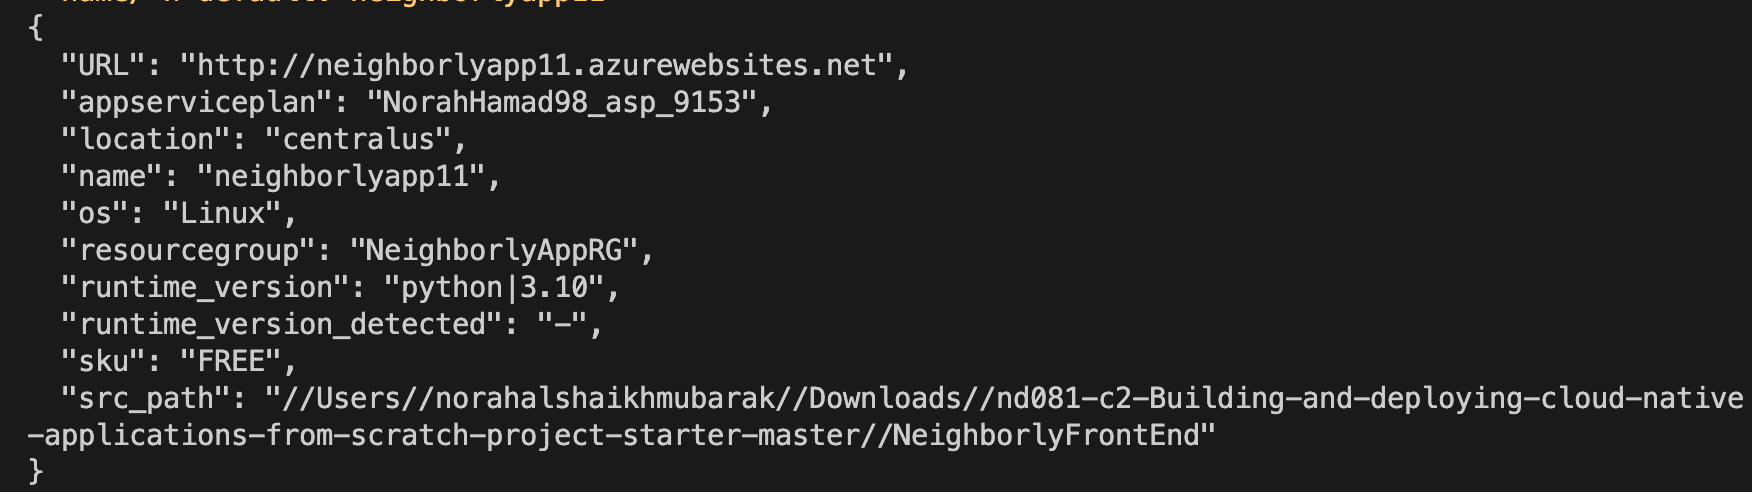 {
  "URL": "http://neighborlyapp11.azurewebsites.net",
  "appserviceplan": "NorahHamad98_asp_9153",
  "location": "centralus",
  "name": "neighborlyapp11",
  "os": "Linux",
  "resourcegroup": "NeighborlyAppRG",
  "runtime_version": "python|3.10",
  "runtime_version_detected": "-",
  "sku": "FREE",
  "src_path": "//Users//norahalshaikhmubarak//Downloads//nd081-c2-Building-and-deploying-cloud-native
-applications-from-scratch-project-starter-master//NeighborlyFrontEnd"
}